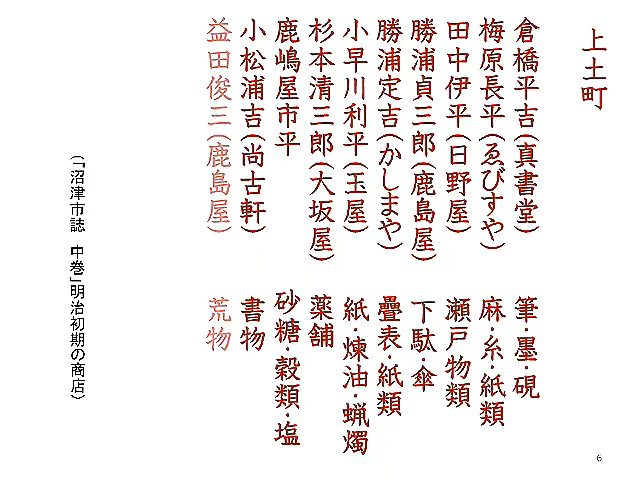 上土町
倉橋平吉(真書堂) 筆・墨・硯
梅原長平(ゑびすや) 麻・糸・紙類
田中伊平(日野屋) 瀬戸物類
勝浦貞三郎(鹿島屋) 下駄・傘
勝浦定吉(かしまや) 疊表・紙類
小早川利平(玉屋) 紙・煉油・蝋燭
杉本清三郎(大坂屋) 薬舗
鹿嶋屋市平 砂糖・穀類・塩
小松浦吉(尚古軒) 書物
益田俊三(鹿島屋) 荒物
(「沼津市誌 中巻」明治初期の商店)
6